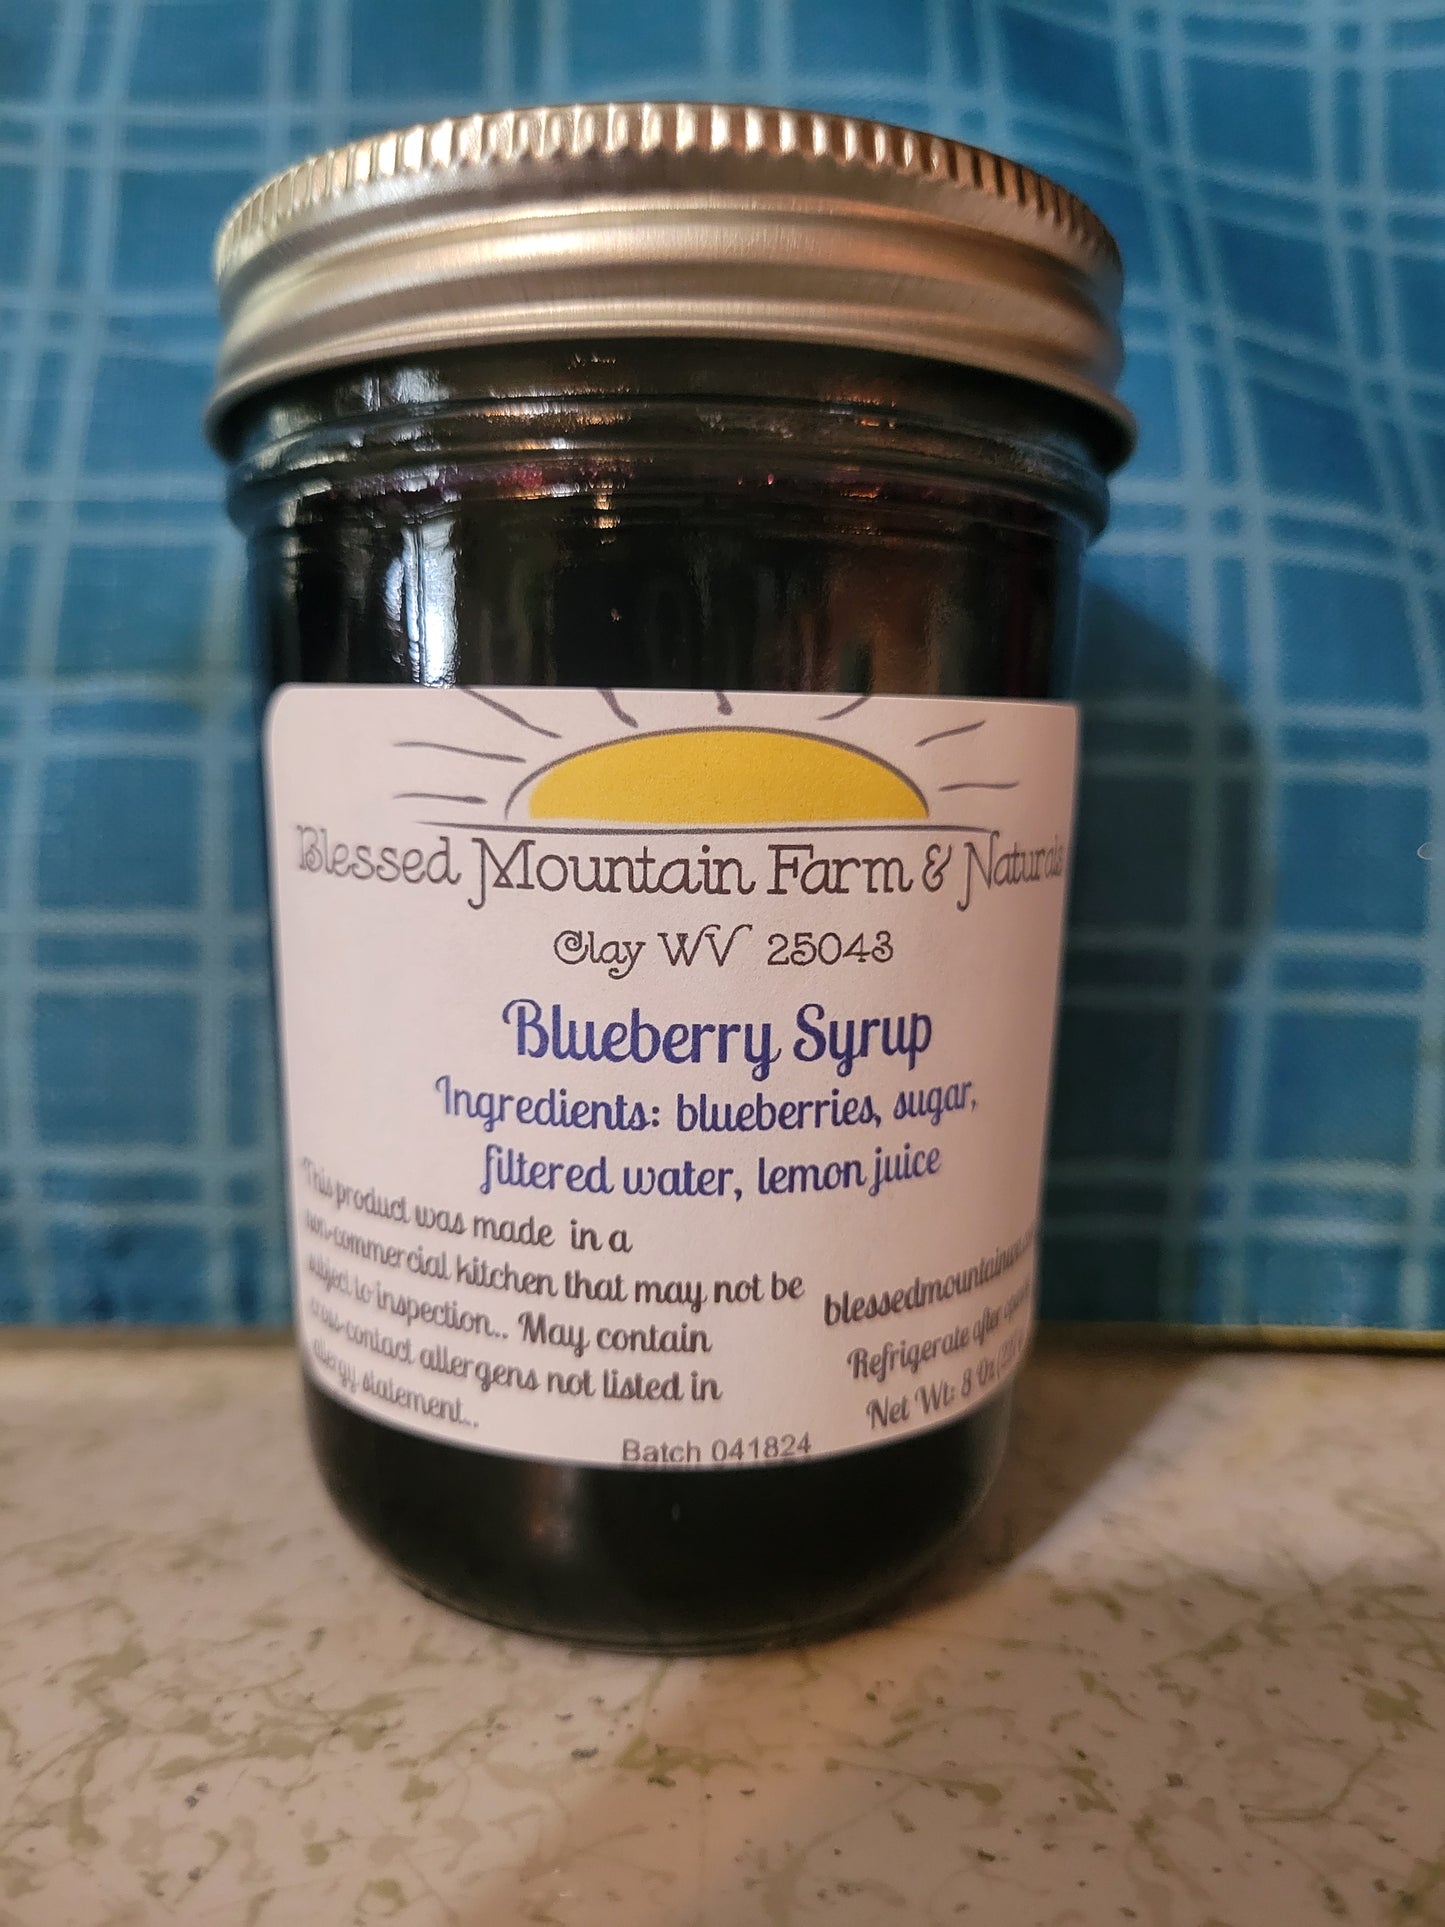 Blessed Mountain Farm & Naturals
Clay WV 25043
Blueberry Syrup
Ingredients: blueberries, sugar,
filtered water, lemon juice
This product was made in a
non-commercial kitchen that may not be
subject to inspection.. May contain
cross-contact allergens not listed in
allergy statement...
blessedmountainwv
Refrigerate after
Net Wt: 8 Oz
Batch 041824